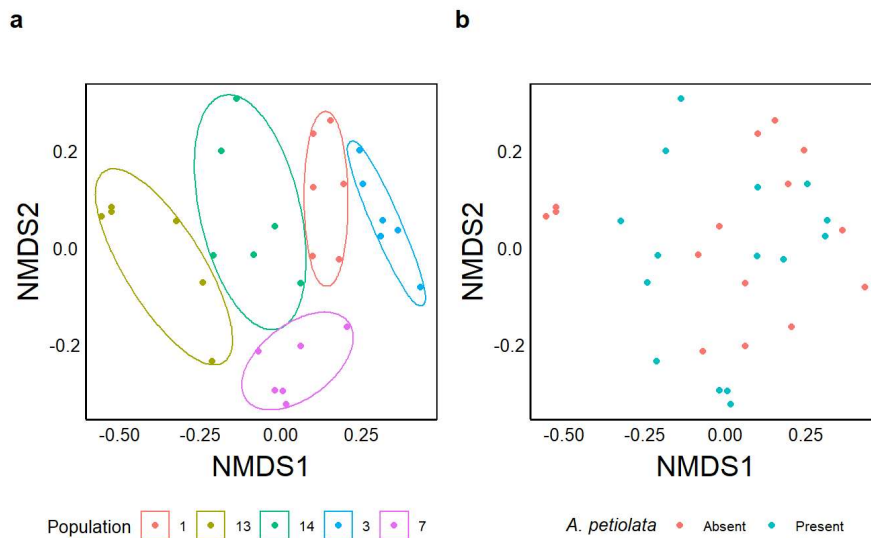 a
b
NMDS2
0.2
0.0
-0.2
-0.50 -0.25 0.00 0.25
NMDS1
NMDS2
0.2
0.0
-0.2
-0.50 -0.25 0.00 0.25
NMDS1
Population 1 13 14 3 7
A. petiolata Absent Present